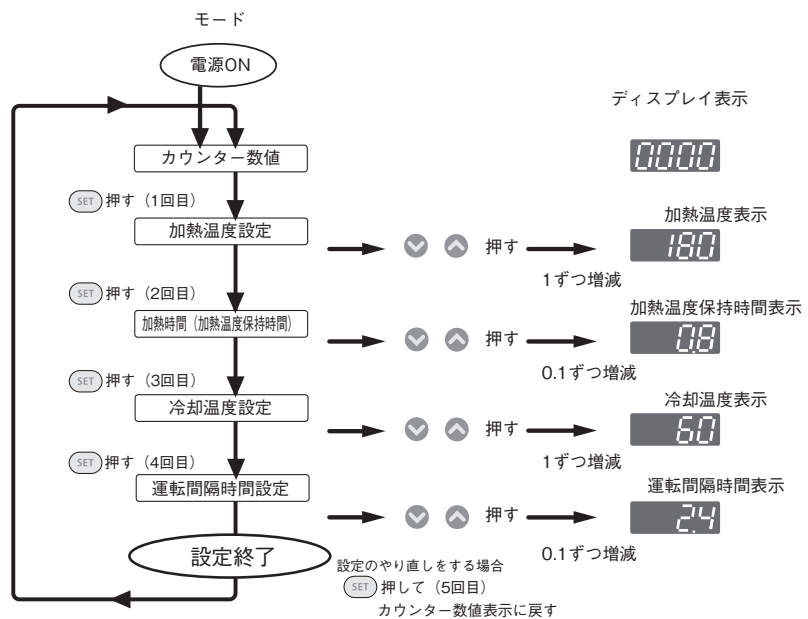 モード
電源ON
ディスプレイ表示
カウンター数値
0000
SET 押す（1回目）
加熱温度設定
押す
1ずつ増減
加熱温度表示
180
SET 押す（2回目）
加熱時間（加熱温度保持時間）
押す
0.1ずつ増減
加熱温度保持時間表示
0.8
SET 押す（3回目）
冷却温度設定
押す
1ずつ増減
冷却温度表示
60
SET 押す（4回目）
運転間隔時間設定
押す
0.1ずつ増減
運転間隔時間表示
2.4
設定終了
設定のやり直しをする場合
SET 押して（5回目）
カウンター数値表示に戻す